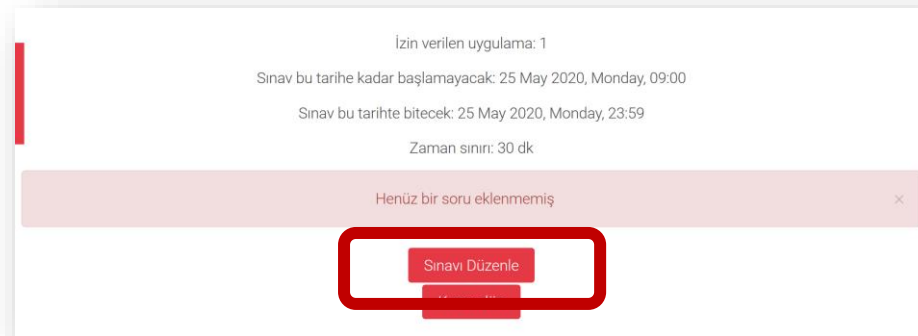 İzin verilen uygulama: 1
Sınav bu tarihe kadar başlamayacak: 25 May 2020, Monday, 09:00
Sınav bu tarihte bitecek: 25 May 2020, Monday, 23:59
Zaman sınırı: 30 dk
Henüz bir soru eklenmemiş ×
Sınavı Düzenle